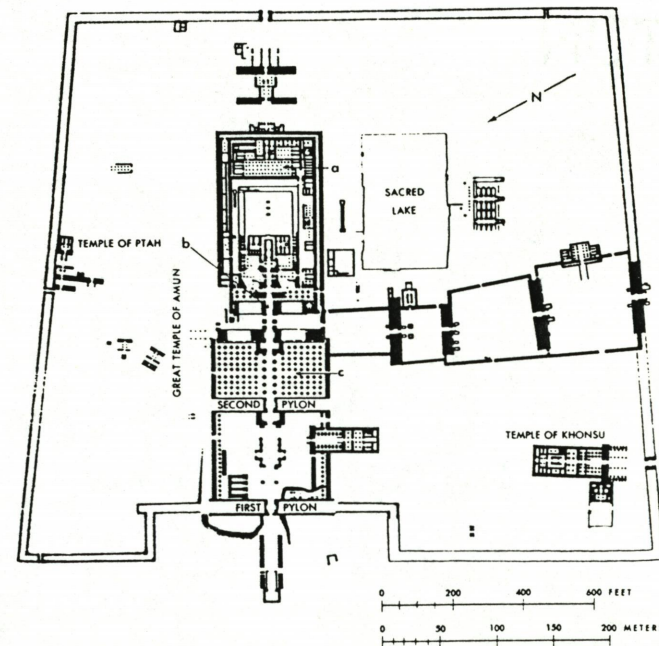 N
a
SACRED
LAKE
TEMPLE OF PTAH
b
GREAT TEMPLE OF AMUN
c
SECOND PYLON
TEMPLE OF KHONSU
FIRST PYLON
0 200 400 600 FEET
0 50 100 150 200 METER